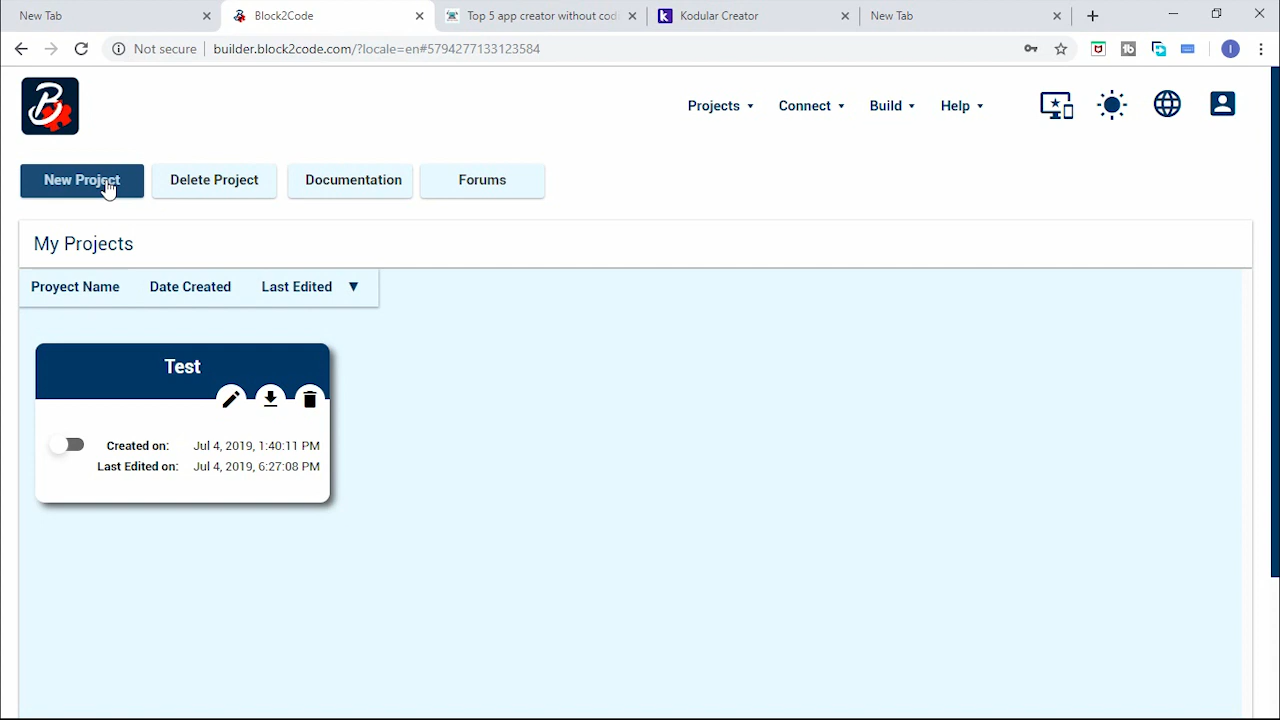 New Tab
Block2Code
Top 5 app creator without codi
Kodular Creator
New Tab
Not secure
builder.block2code.com/?locale=en#5794277133123584
I
B
Projects
Connect
Build
Help
New Project
Delete Project
Documentation
Forums
My Projects
Proyect Name
Date Created
Last Edited ▼
Test
Created on: Jul 4, 2019, 1:40:11 PM
Last Edited on: Jul 4, 2019, 6:27:08 PM